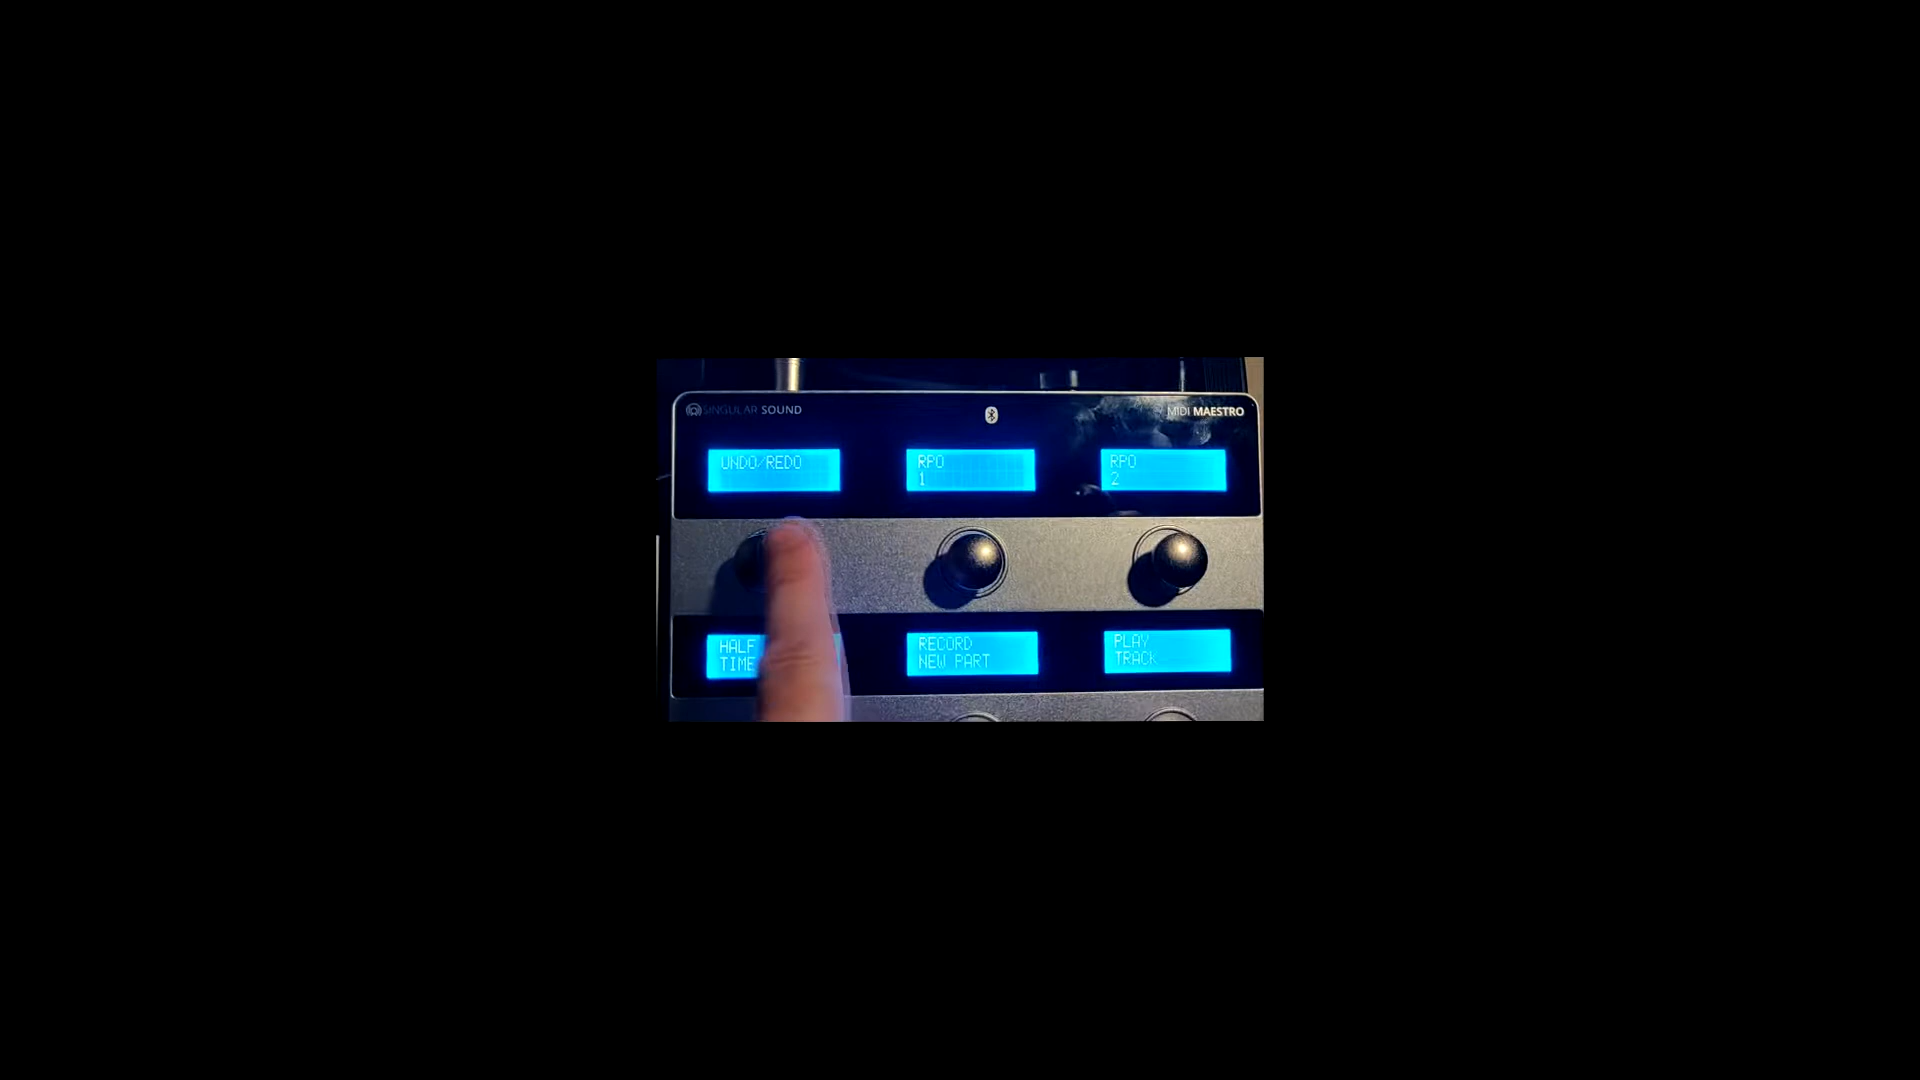 SINGULAR SOUND
MIDI MAESTRO
UNDO/REDO
RPO
1
RPO
2
HALF
TIME
RECORD
NEW PART
PLAY
TRACK